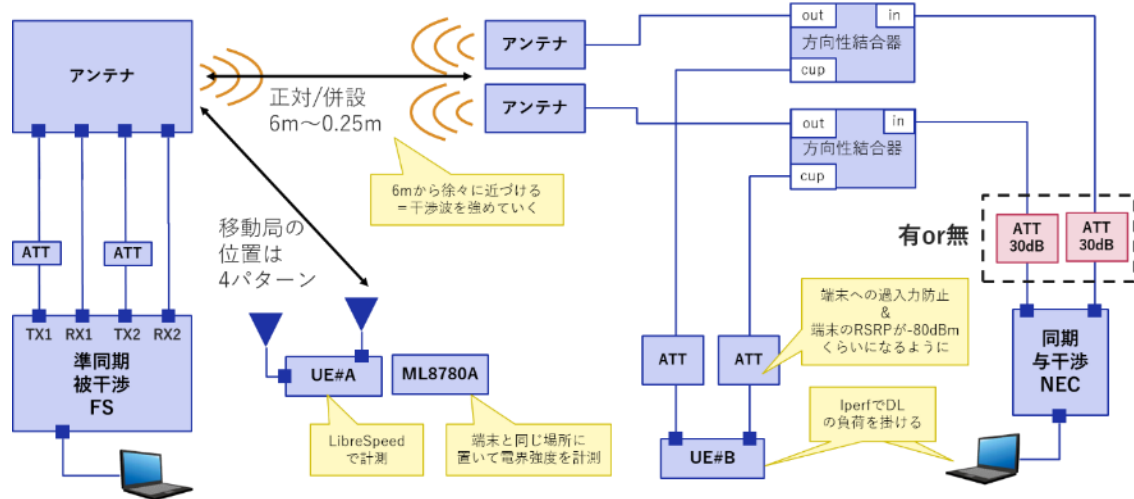 アンテナ
正対/併設
6m～0.25m
アンテナ
アンテナ
out
in
方向性結合器
cup
out
in
方向性結合器
cup
6mから徐々に近づける
＝干渉波を強めていく
移動局の
位置は
4パターン
有or無
ATT
30dB
ATT
30dB
ATT
ATT
TX1
RX1
TX2
RX2
準同期
被干渉
FS
UE#A
ML8780A
LibreSpeed
で計測
端末と同じ場所に
置いて電界強度を計測
ATT
ATT
端末への過入力防止
&
端末のRSRPが-80dBm
くらいになるように
UE#B
IperfでDL
の負荷を掛ける
同期
与干渉
NEC